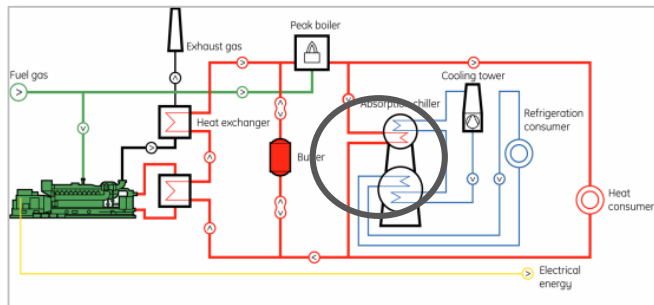 Peak boiler
Exhaust gas
Fuel gas
Cooling tower
Absorption chiller
Heat exchanger
Refrigeration
consumer
Buffer
Heat
consumer
Electrical
energy